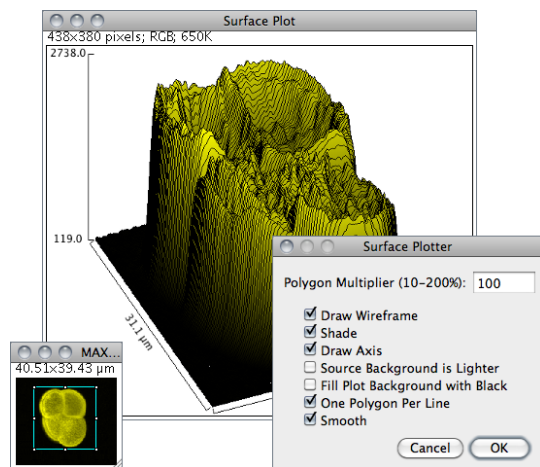 Surface Plot
438x380 pixels; RGB; 650K
2738.0
119.0
31.1 µm
MAX...
40.51x39.43 µm
Surface Plotter
Polygon Multiplier (10-200%): 100
Draw Wireframe
Shade
Draw Axis
Source Background is Lighter
Fill Plot Background with Black
One Polygon Per Line
Smooth
Cancel OK